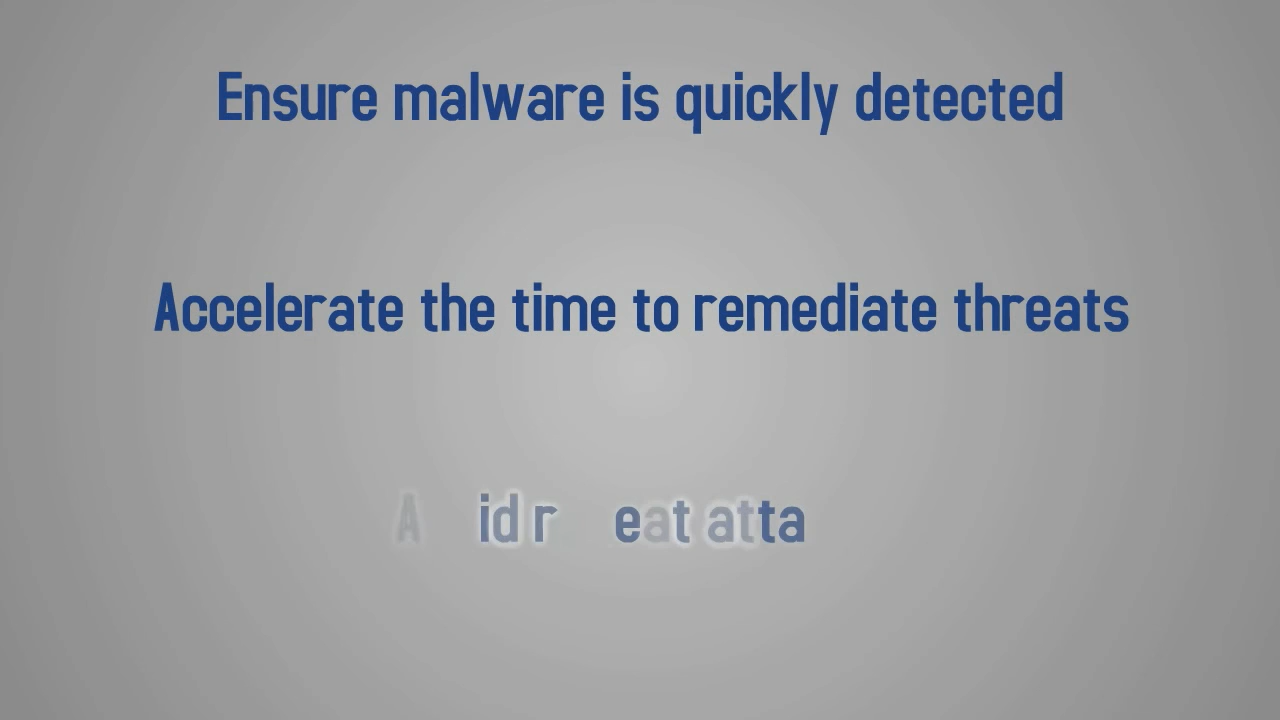 Ensure malware is quickly detected
Accelerate the time to remediate threats